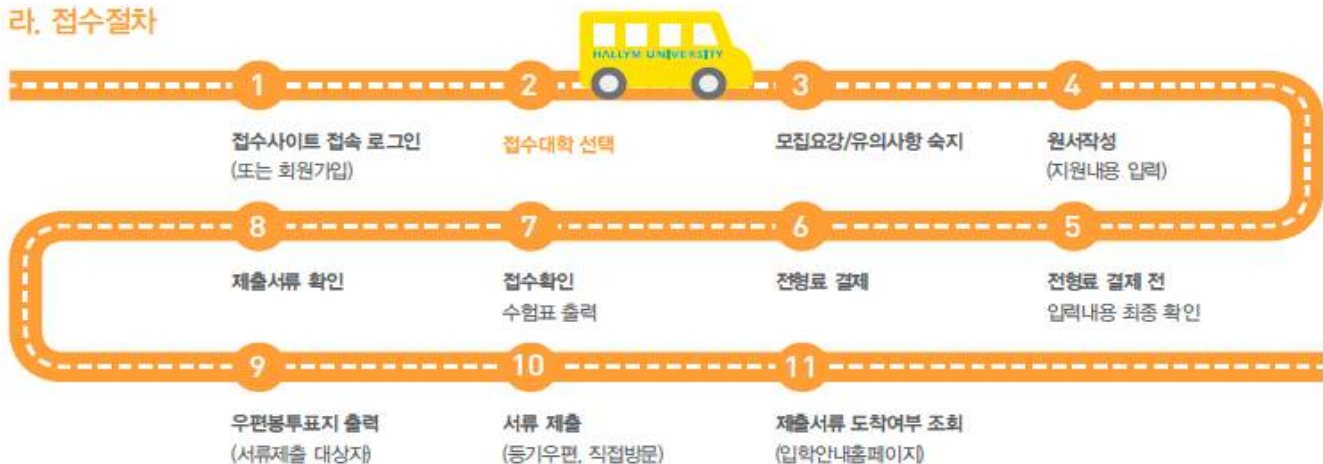 라. 접수절차
HALLYM UNIVERSITY
1
2
3
4
접수사이트 접속 로그인
(또는 회원가입)
접수대학 선택
모집요강/유의사항 숙지
원서작성
(지원내용 입력)
5
전형료 결제 전
입력내용 최종 확인
6
전형료 결제
7
접수확인
수험표 출력
8
제출서류 확인
9
우편봉투표지 출력
(서류제출 대상자)
10
서류 제출
(등기우편, 직접방문)
11
제출서류 도착여부 조회
(입학안내홈페이지)